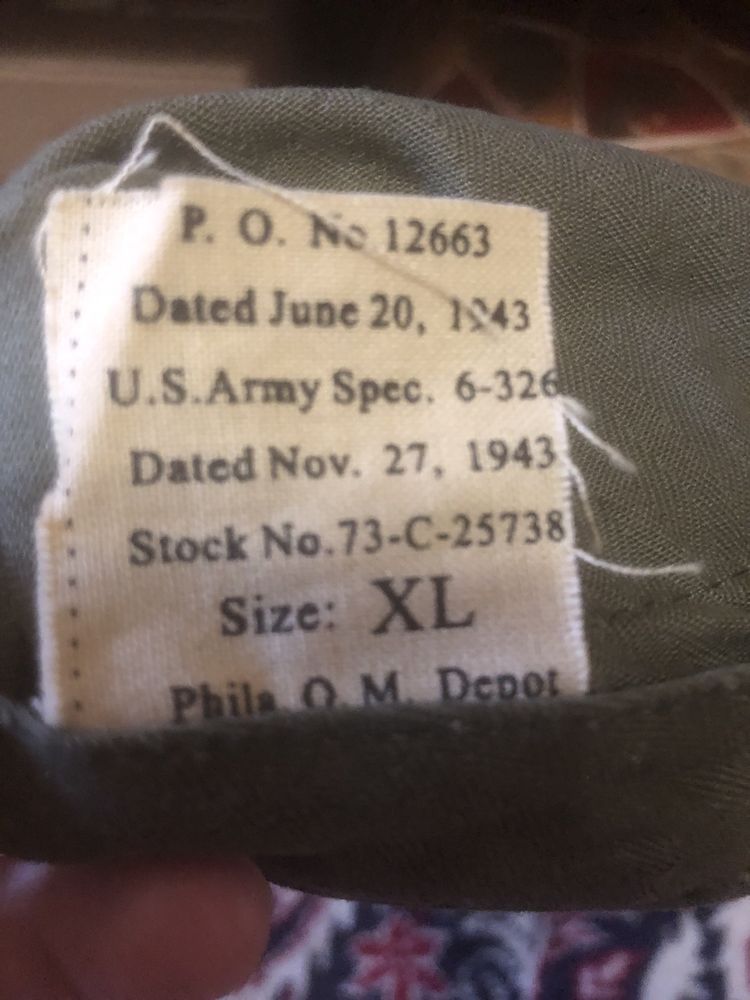 P. O. No 12663
Dated June 20, 1943
U.S.Army Spec. 6-326
Dated Nov. 27, 1943
Stock No.73-C-25738
Size: XL
Phila Q M. Depot